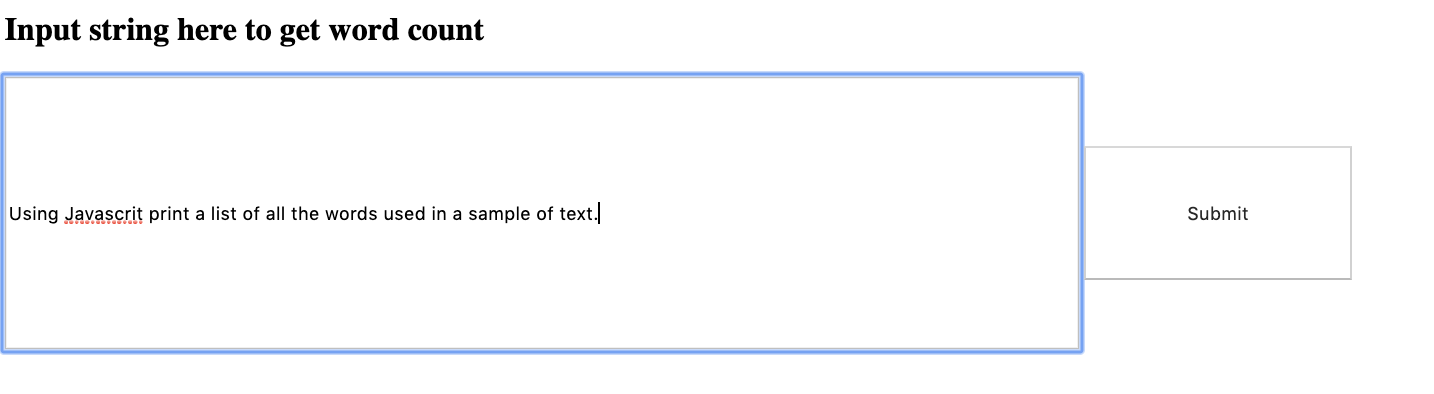 Input string here to get word count
Using Javascrit print a list of all the words used in a sample of text.
Submit